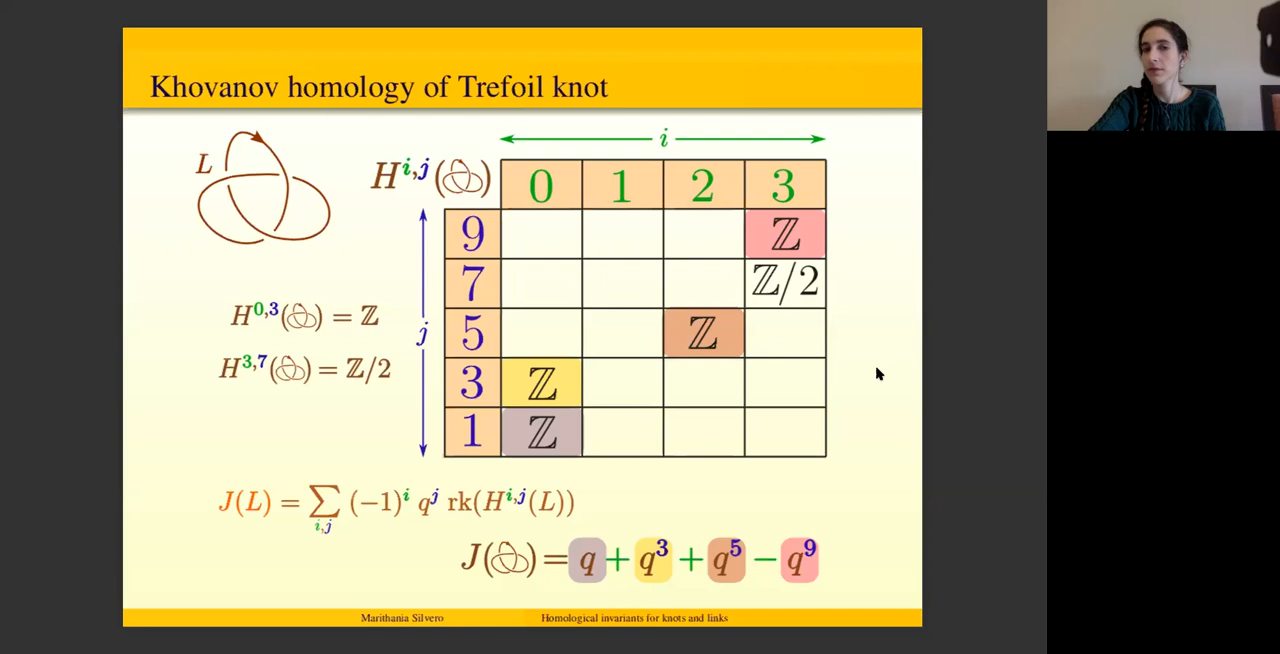 Khovanov homology of Trefoil knot
L
i
H^{i,j}( )
0 1 2 3
j
9 ℤ
7 ℤ/2
5 ℤ
3 ℤ
1 ℤ
H^{0,3}( ) = ℤ
H^{3,7}( ) = ℤ/2
J(L) = ∑_{i,j} (−1)^i q^j rk(H^{i,j}(L))
J( ) = q + q^3 + q^5 − q^9
Marithania Silvero Homological invariants for knots and links